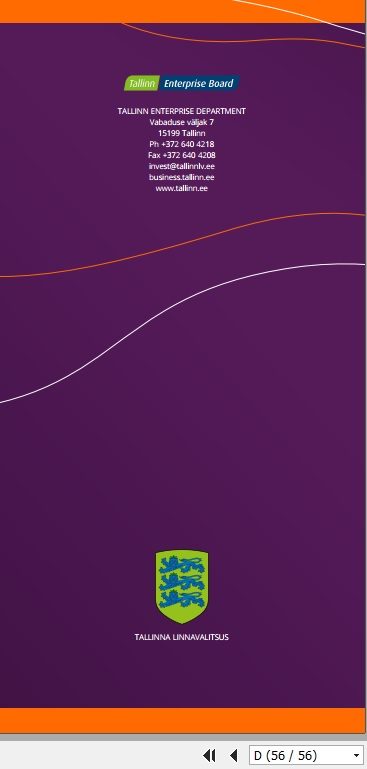 Tallinn Enterprise Board
TALLINN ENTERPRISE DEPARTMENT
Vabaduse väljak 7
15199 Tallinn
Ph +372 640 4218
Fax +372 640 4208
invest@tallinnlv.ee
business.tallinn.ee
www.tallinn.ee
TALLINNA LINNAVALITSUS
D (56 / 56)